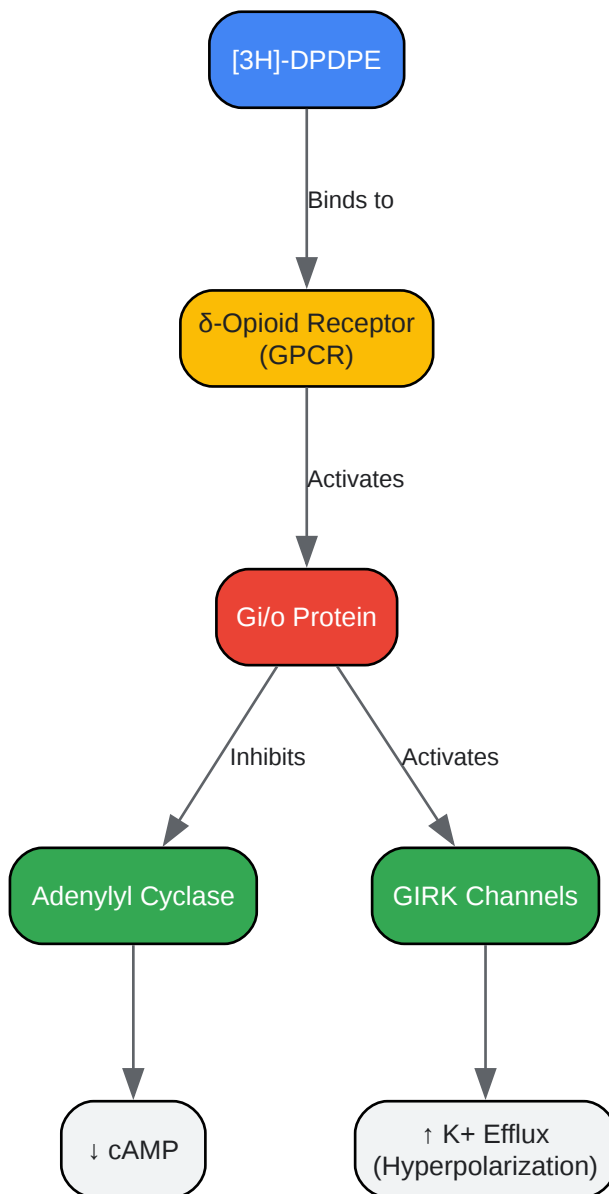 [3H]-DPDPE
Binds to
δ-Opioid Receptor
(GPCR)
Activates
Gi/o Protein
Inhibits
Activates
Adenylyl Cyclase
GIRK Channels
↓ cAMP
↑ K+ Efflux
(Hyperpolarization)